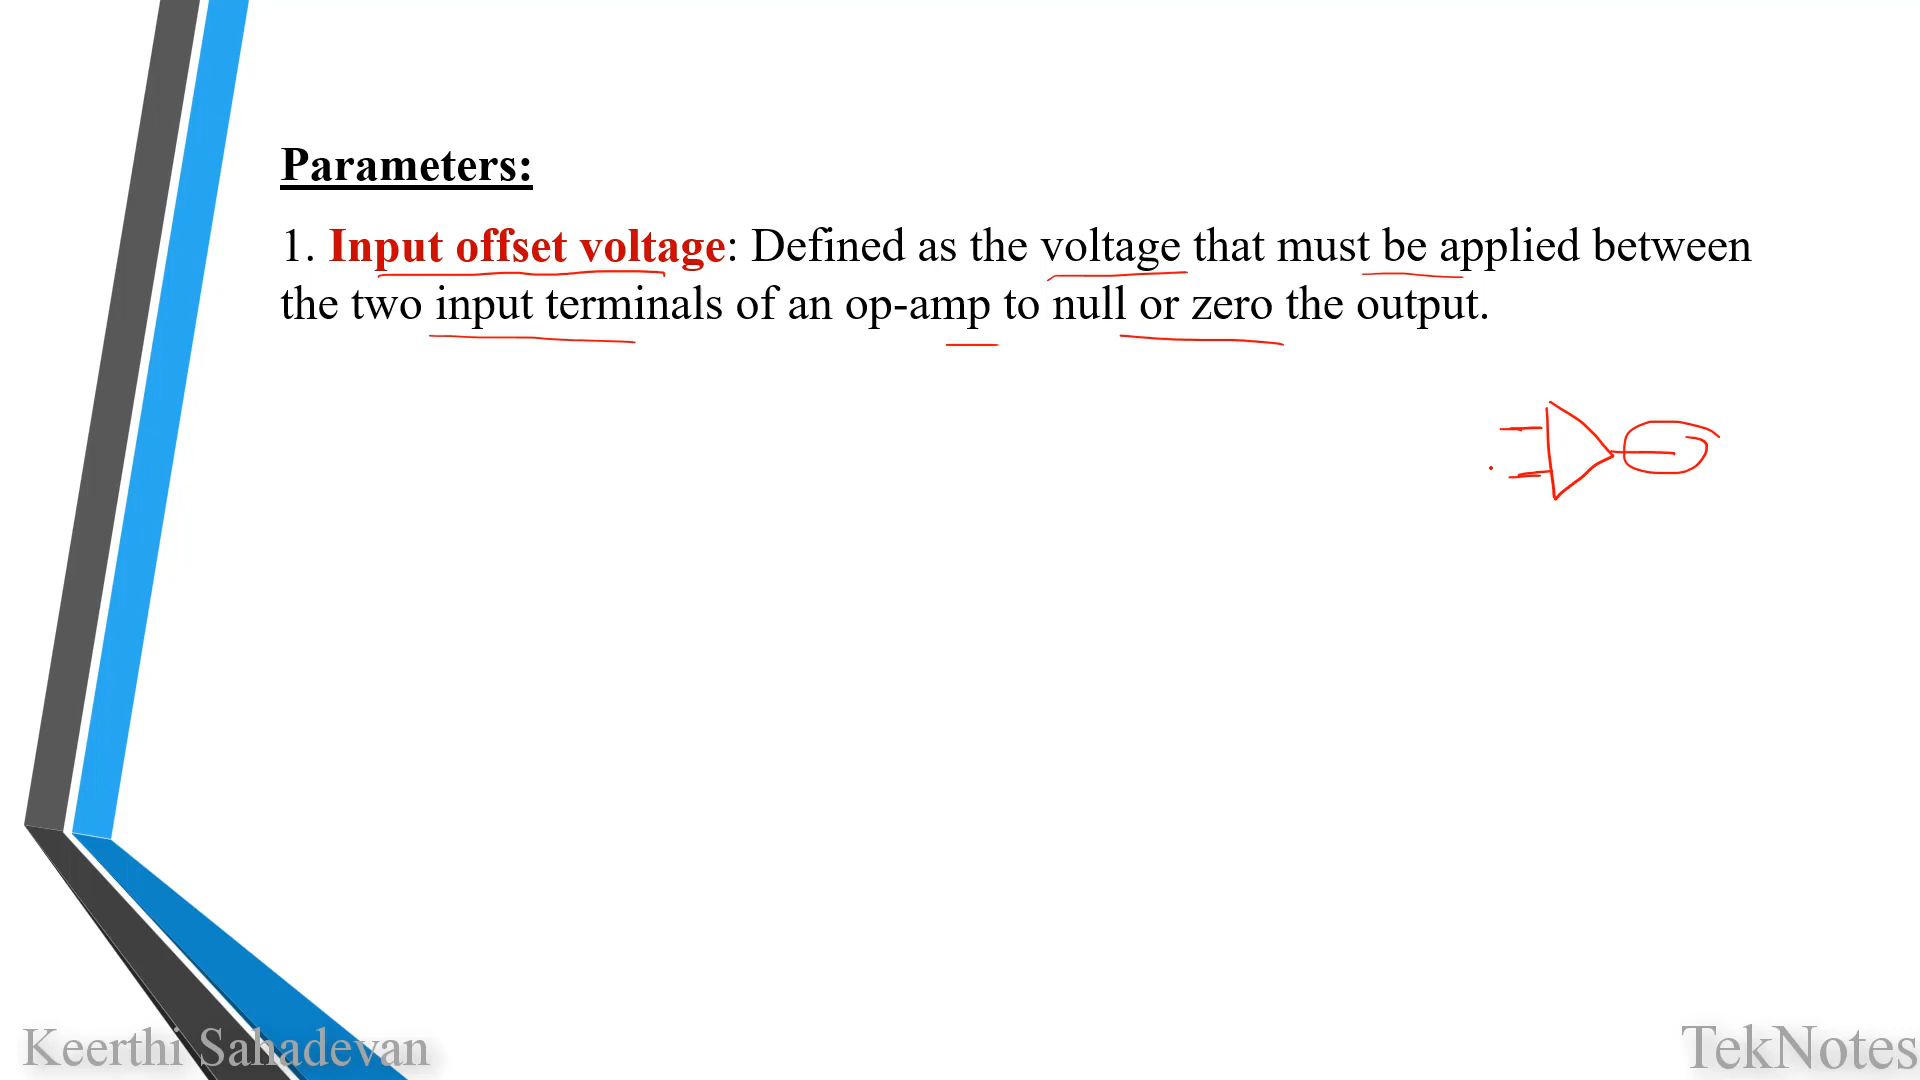 Parameters:
1. Input offset voltage: Defined as the voltage that must be applied between
the two input terminals of an op-amp to null or zero the output.
Keerthi Sahadevan
TekNotes